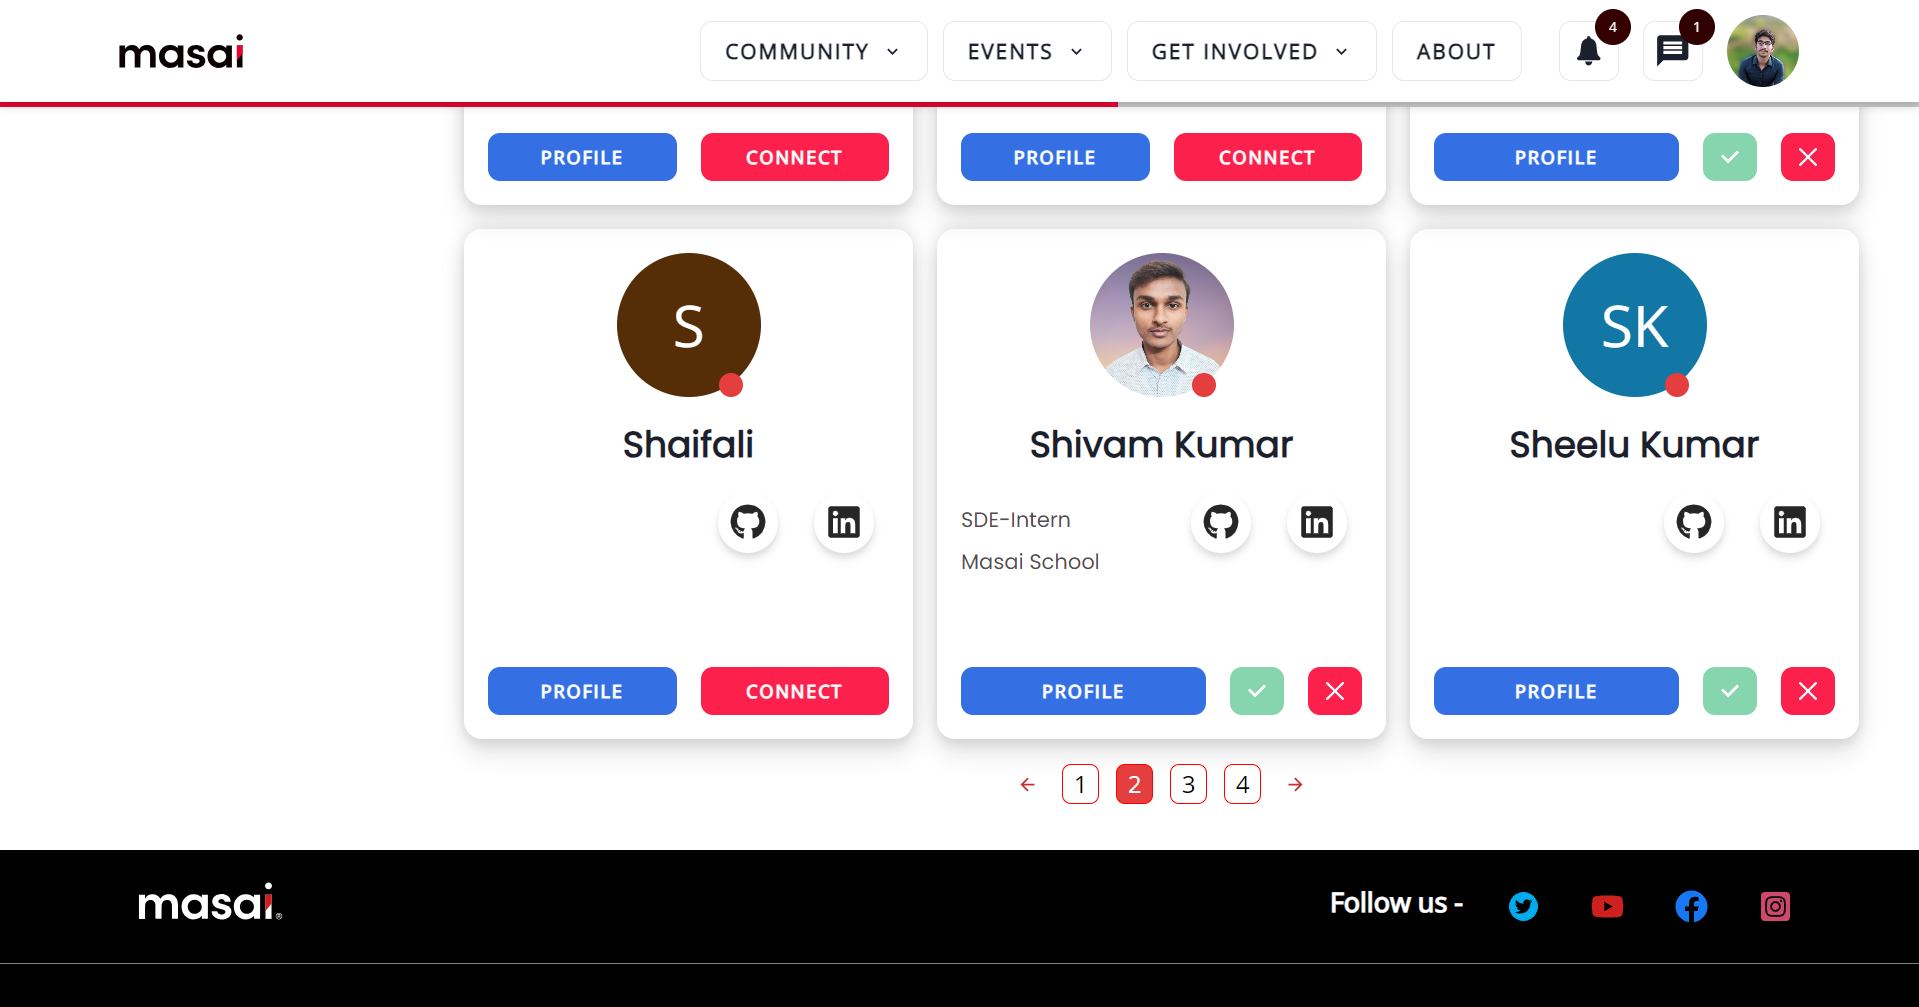 masai
COMMUNITY
EVENTS
GET INVOLVED
ABOUT
4
1
PROFILE
CONNECT
PROFILE
CONNECT
PROFILE
S
SK
Shaifali
Shivam Kumar
Sheelu Kumar
SDE-Intern
Masai School
PROFILE
CONNECT
PROFILE
PROFILE
1
2
3
4
masai®
Follow us -